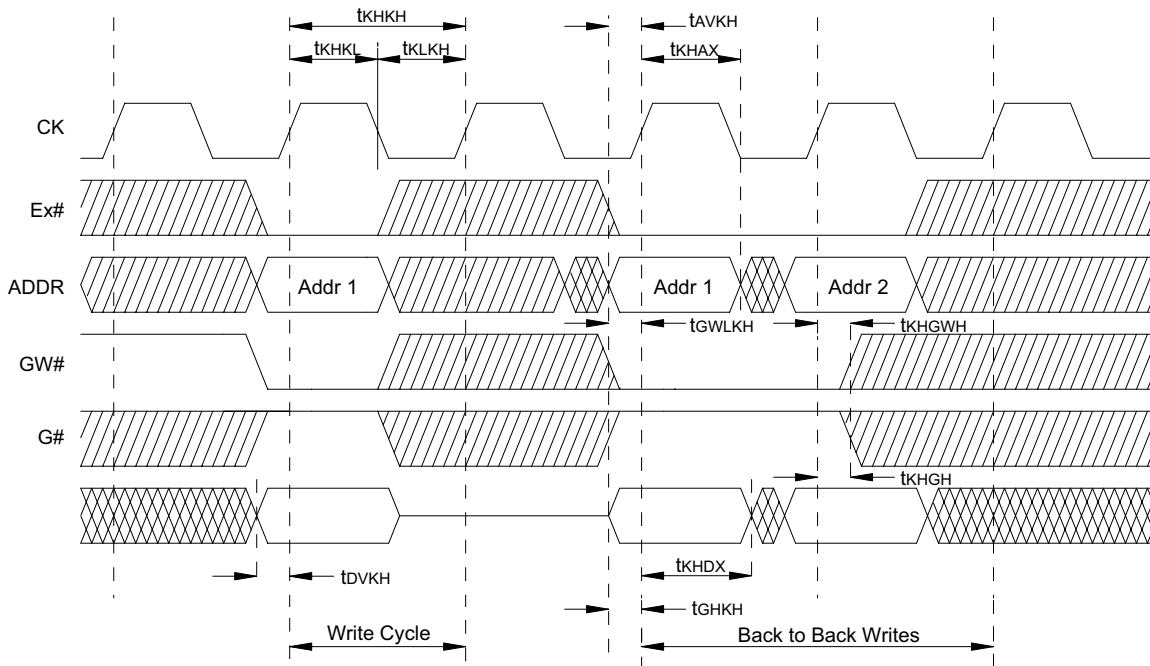 tKHKH
tAVKH
tKHKL
tKLKH
tKHAX
CK
Ex#
ADDR
Addr 1
Addr 1
Addr 2
tGWLKH
tKHGWH
GW#
G#
tKHGH
tDVKH
tKHDX
tGHKH
Write Cycle
Back to Back Writes